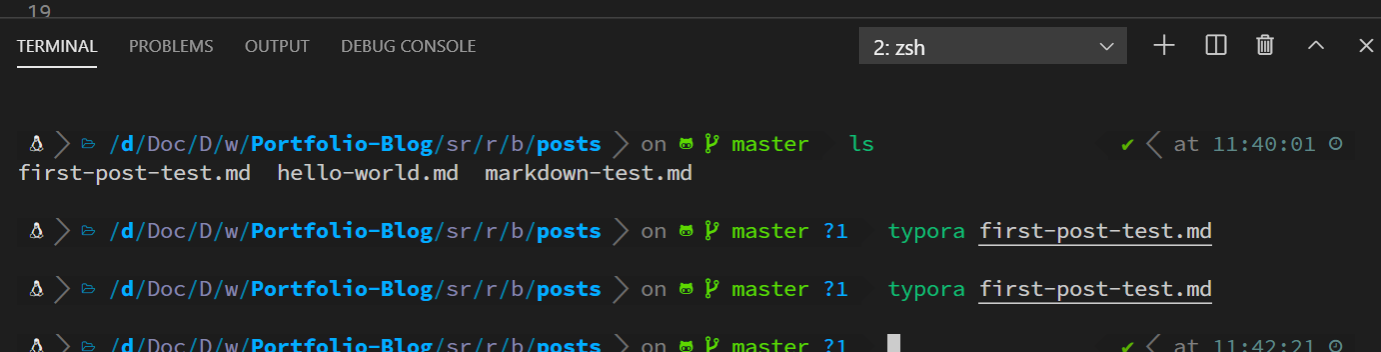 19
TERMINAL PROBLEMS OUTPUT DEBUG CONSOLE 2: zsh
/d/Doc/D/w/Portfolio-Blog/sr/r/b/posts on master ls ✔ at 11:40:01
first-post-test.md hello-world.md markdown-test.md
/d/Doc/D/w/Portfolio-Blog/sr/r/b/posts on master ?1 typora first-post-test.md
/d/Doc/D/w/Portfolio-Blog/sr/r/b/posts on master ?1 typora first-post-test.md
/d/Doc/D/w/Portfolio-Blog/sr/r/b/posts on master ?1 ✔ at 11:42:21